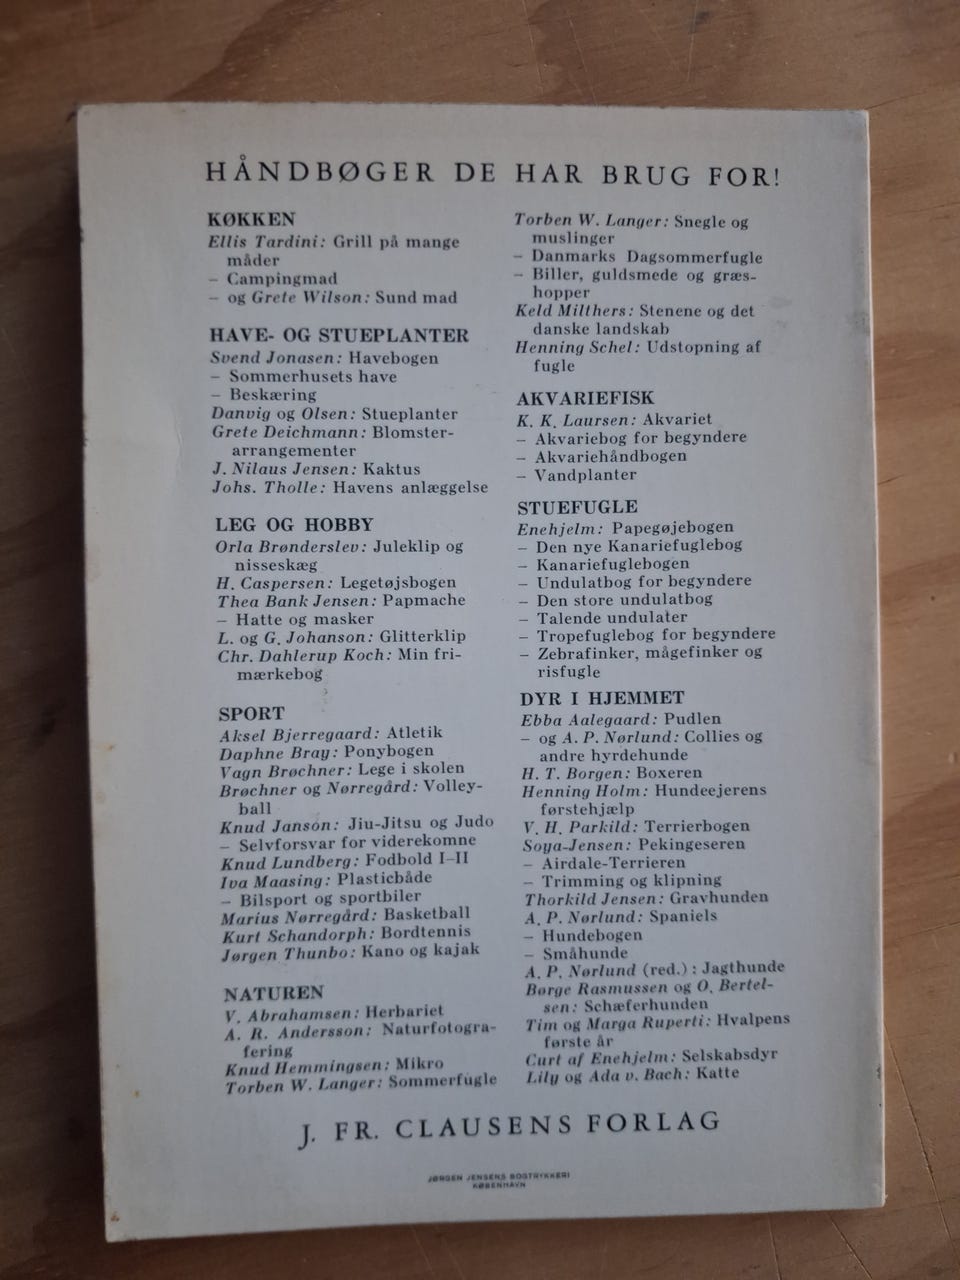 HÅNDBØGER DE HAR BRUG FOR!
KØKKEN
Ellis Tardini: Grill på mange
måder
– Campingmad
– og Grete Wilson: Sund mad
HAVE- OG STUEPLANTER
Svend Jonasen: Havebogen
– Sommerhusets have
– Beskæring
Danvig og Olsen: Stueplanter
Grete Deichmann: Blomster-
arrangementer
J. Nilaus Jensen: Kaktus
Johs. Tholle: Havens anlæggelse
LEG OG HOBBY
Orla Brønderslev: Juleklip og
nisseskæg
H. Caspersen: Legetøjsbogen
Thea Bank Jensen: Papmache
– Hatte og masker
L. og G. Johanson: Glitterklip
Chr. Dahlerup Koch: Min fri-
mærkebog
SPORT
Aksel Bjerregaard: Atletik
Daphne Bray: Ponybogen
Vagn Brøchner: Lege i skolen
Brøchner og Nørregård: Volley-
ball
Knud Janson: Jiu-Jitsu og Judo
– Selvforsvar for viderekomne
Knud Lundberg: Fodbold I–II
Iva Maasing: Plasticbåde
– Bilsport og sportbiler
Marius Nørregård: Basketball
Kurt Schandorph: Bordtennis
Jørgen Thunbo: Kano og kajak
NATUREN
V. Abrahamsen: Herbariet
A. R. Andersson: Naturfotogra-
fering
Knud Hemmingsen: Mikro
Torben W. Langer: Sommerfugle
Torben W. Langer: Snegle og
muslinger
– Danmarks Dagsommerfugle
– Biller, guldsmede og græs-
hopper
Keld Milthers: Stenene og det
danske landskab
Henning Schel: Udstopning af
fugle
AKVARIEFISK
K. K. Laursen: Akvariet
– Akvariebog for begyndere
– Akvariehåndbogen
– Vandplanter
STUEFUGLE
Enehjelm: Papegøjebogen
– Den nye Kanariefuglebog
– Kanariefuglebogen
– Undulatbog for begyndere
– Den store undulatbog
– Talende undulater
– Tropefuglebog for begyndere
– Zebrafinker, mågefinker og
risfugle
DYR I HJEMMET
Ebba Aalegaard: Pudlen
– og A. P. Nørlund: Collies og
andre hyrdehunde
H. T. Borgen: Boxeren
Henning Holm: Hundeejerens
førstehjælp
V. H. Parkild: Terrierbogen
Soya-Jensen: Pekingeseren
– Airdale-Terrieren
– Trimming og klipning
Thorkild Jensen: Gravhunden
A. P. Nørlund: Spaniels
– Hundebogen
– Småhunde
A. P. Nørlund (red.): Jagthunde
Børge Rasmussen og O. Bertel-
sen: Schæferhunden
Tim og Marga Ruperti: Hvalpens
første år
Curt af Enehjelm: Selskabsdyr
Lily og Ada v. Bach: Katte
J. FR. CLAUSENS FORLAG
JØRGEN JENSENS BOGTRYKKERI
KØBENHAVN